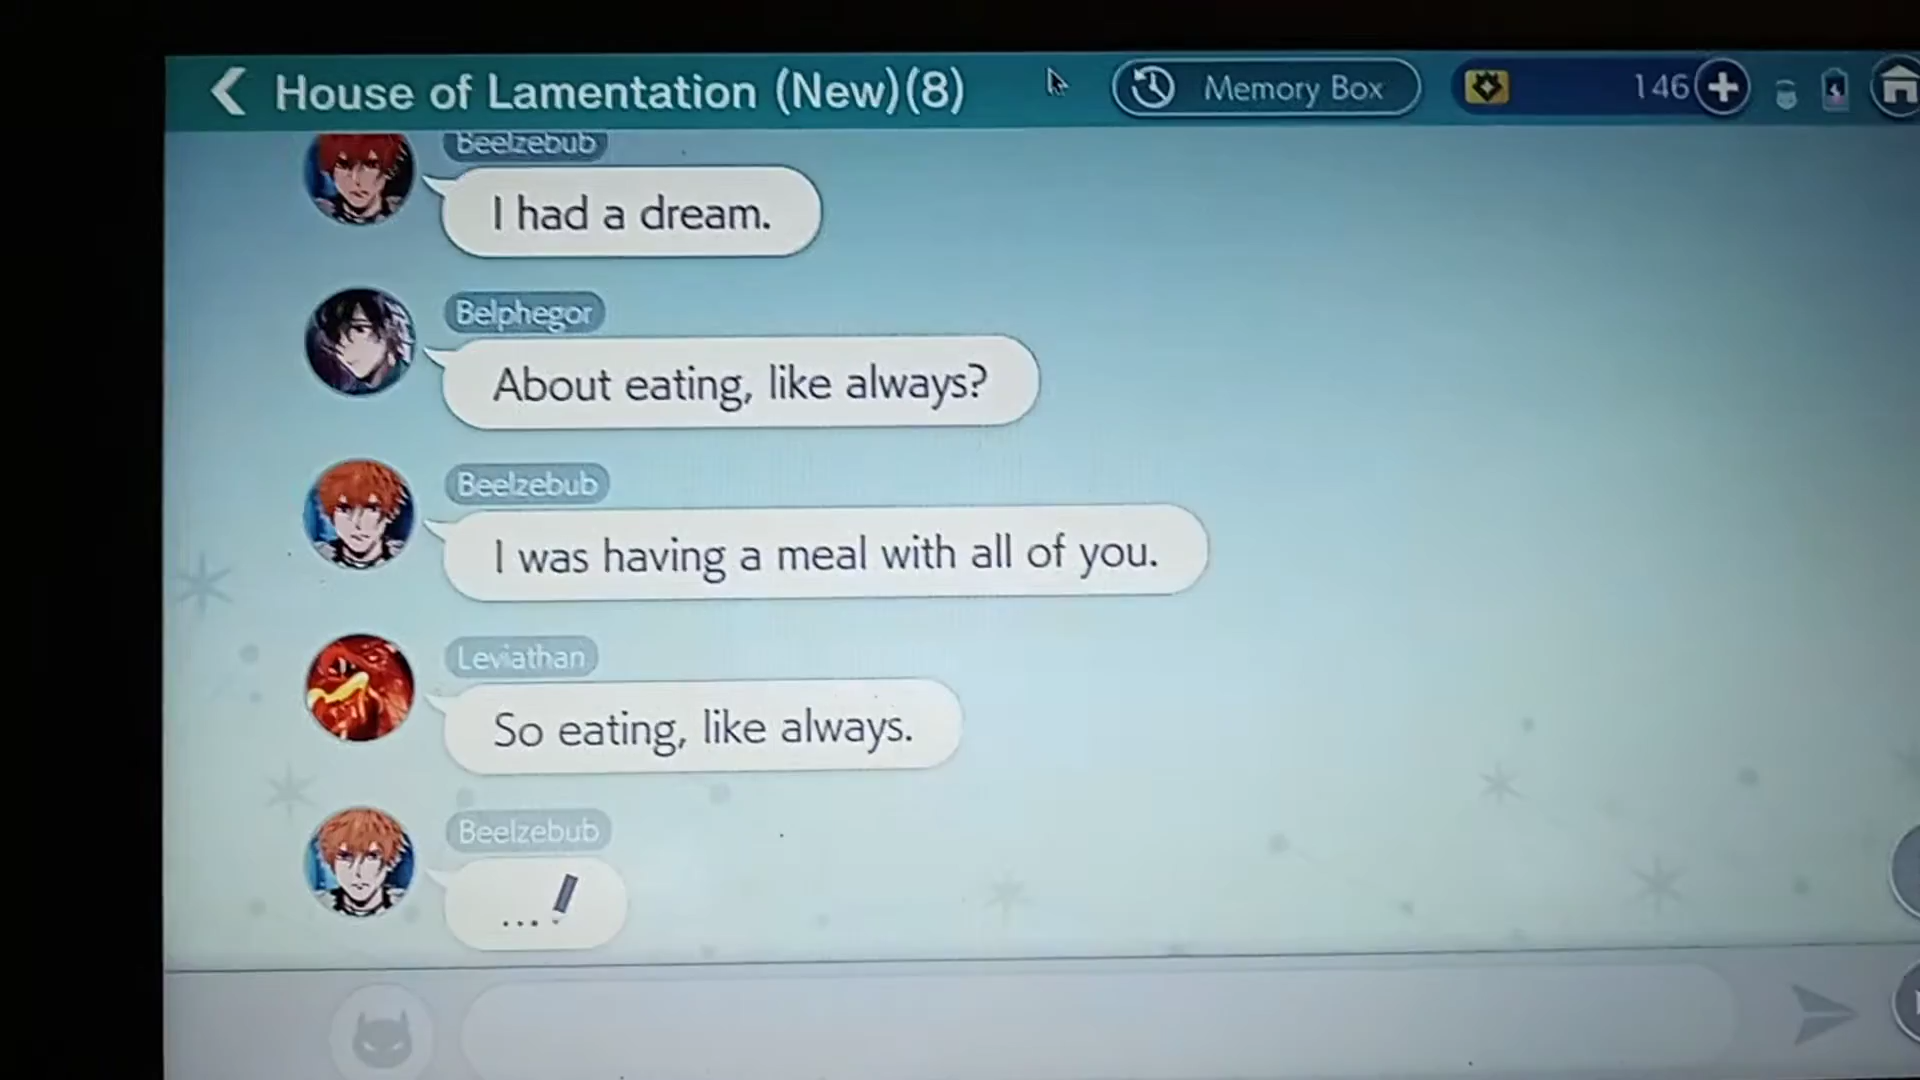 House of Lamentation (New)(8)
Memory Box
146
Beelzebub
I had a dream.
Belphegor
About eating, like always?
Beelzebub
I was having a meal with all of you.
Leviathan
So eating, like always.
Beelzebub
...